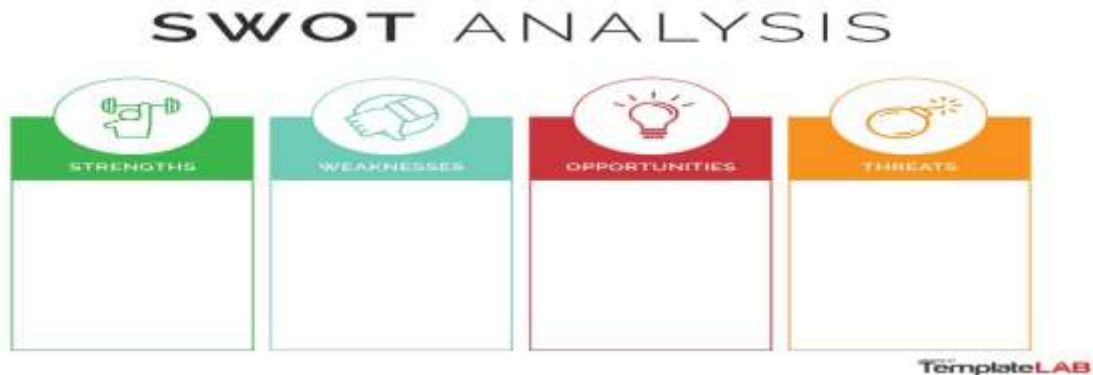 SWOT ANALYSIS
STRENGTHS
WEAKNESSES
OPPORTUNITIES
THREATS
TemplateLAB